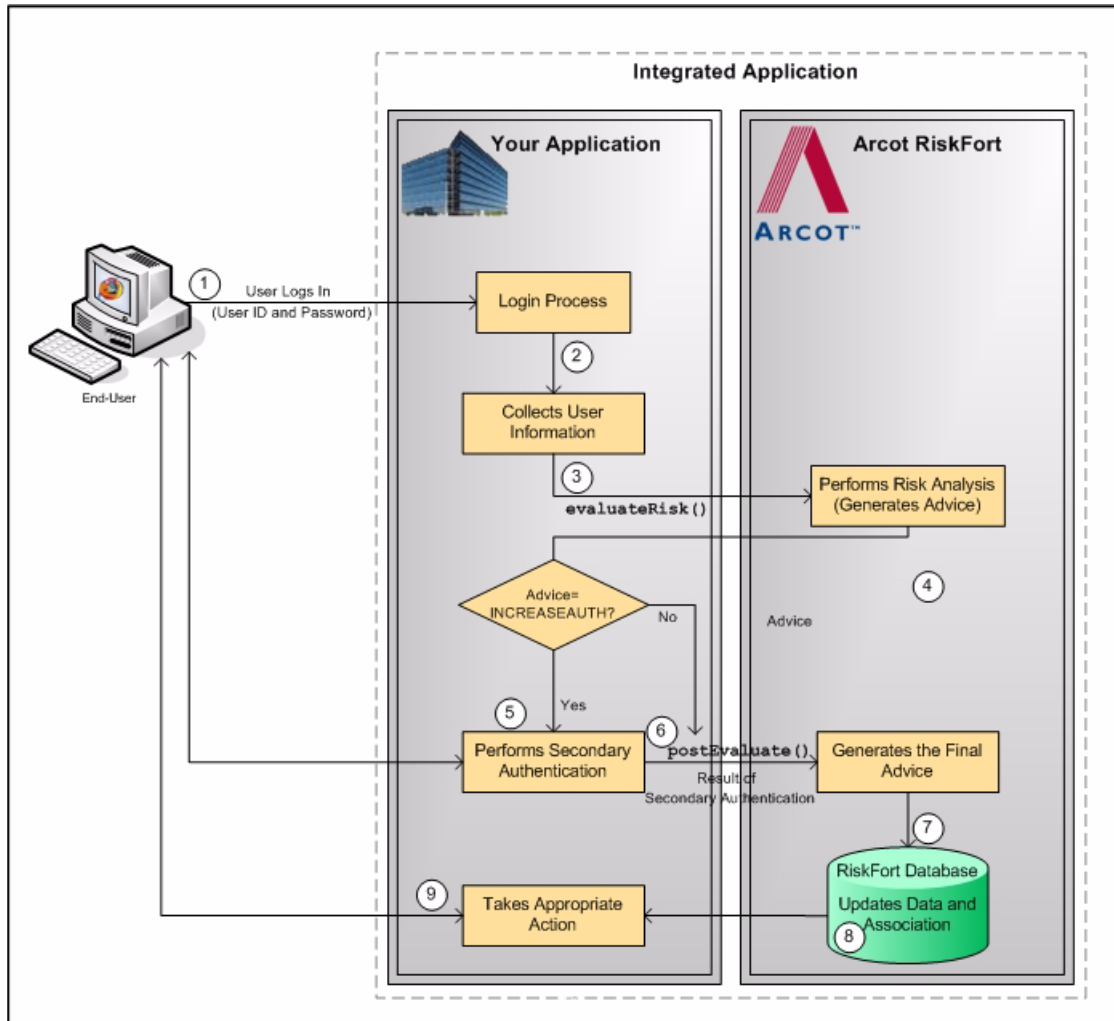 Integrated Application
Your Application
Arcot RiskFort
ARCOT™
1
User Logs In
(User ID and Password)
End-User
Login Process
2
Collects User
Information
3
evaluateRisk()
Performs Risk Analysis
(Generates Advice)
4
Advice=
INCREASEAUTH?
No
Advice
Yes
5
Performs Secondary
Authentication
6
postEvaluate()
Result of
Secondary Authentication
Generates the Final
Advice
7
RiskFort Database
Updates Data and
Association
8
9
Takes Appropriate
Action